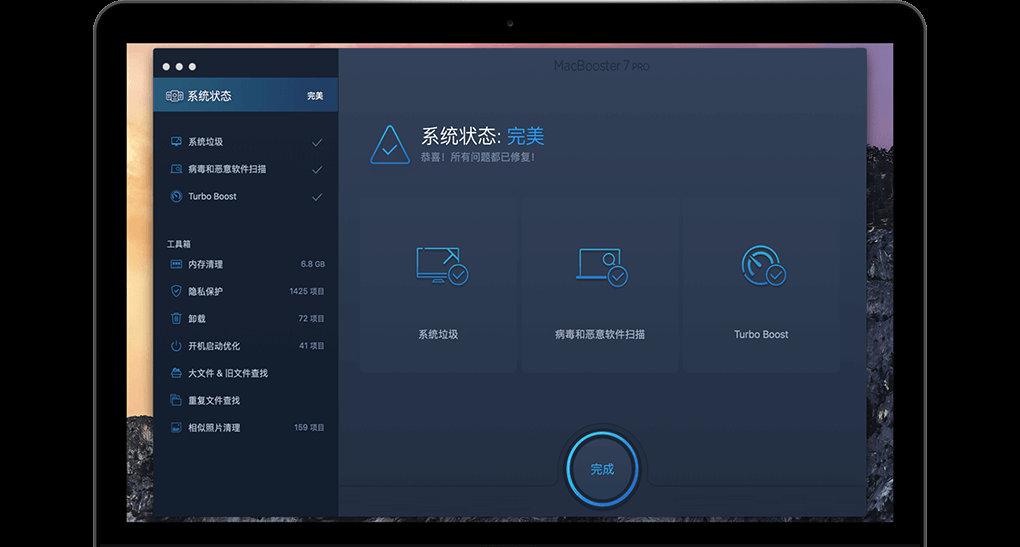 MacBooster 7 PRO
系统状态 完美
系统垃圾
病毒和恶意软件扫描
Turbo Boost
工具箱
内存清理 6.8 GB
隐私保护 1425 项目
卸载 72 项目
开机启动优化 41 项目
大文件 & 旧文件查找
重复文件查找
相似照片清理 159 项目
系统状态: 完美
恭喜！所有问题都已修复！
系统垃圾
病毒和恶意软件扫描
Turbo Boost
完成